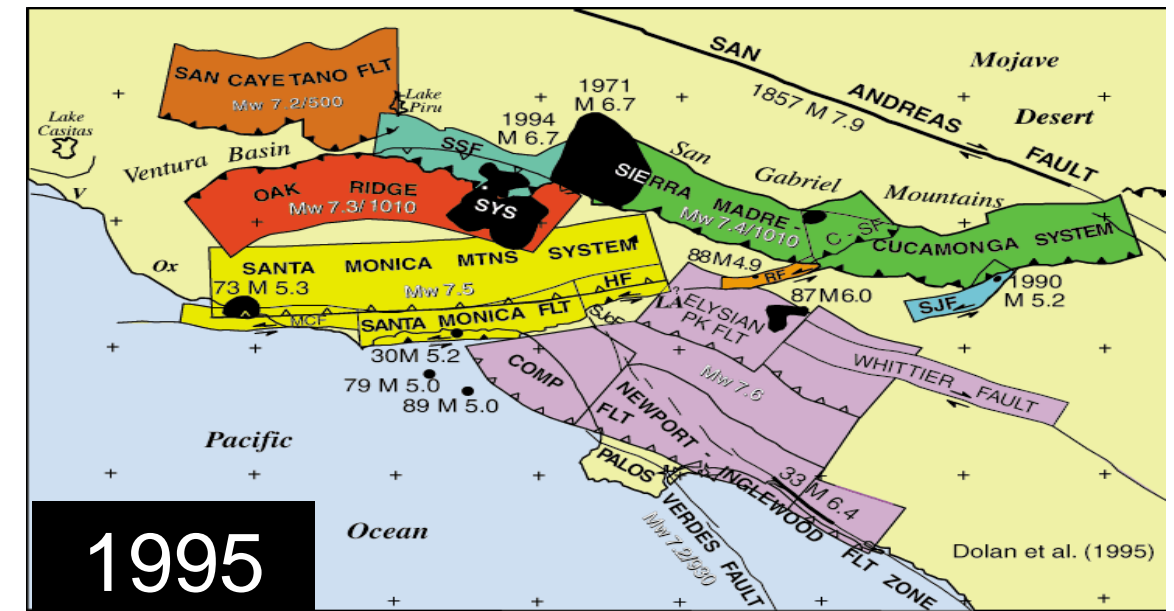 SAN ANDREAS FAULT
1857 M 7.9
Mojave
Desert
SAN CAYETANO FLT
Mw 7.2/500
Lake
Piru
1971
M 6.7
1994
M 6.7
Lake
Casitas
Ventura Basin
SSF
San Gabriel Mountains
V
OAK RIDGE
Mw 7.3/1010
SYS
SIERRA MADRE -
Mw 7.4/1010
C - SF
CUCAMONGA SYSTEM
Ox
SANTA MONICA MTNS SYSTEM
Mw 7.5
73 M 5.3
HF
88M4.9
RF
87M6.0
SJF
1990
M 5.2
MCF
SANTA MONICA FLT
LA
ELYSIAN
PK FLT
30M 5.2
79 M 5.0
89 M 5.0
COMP
FLT
Mw 7.6
WHITTIER FAULT
NEWPORT - INGLEWOOD FLT ZONE
33 M 6.4
Pacific
Ocean
PALOS VERDES FAULT
Mw 7.2/930
Dolan et al. (1995)
1995